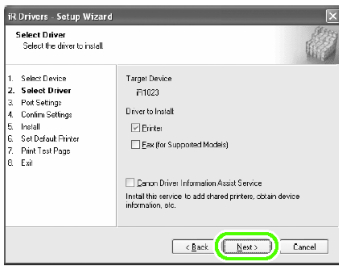 iR Drivers - Setup Wizard
Select Driver
Select the driver to install.
1. Select Device
2. Select Driver
3. Port Settings
4. Confirm Settings
5. Install
6. Set Default Printer
7. Print Test Page
8. Exit
Target Device
iR1023
Driver to Install
Printer
Fax (for Supported Models)
Canon Driver Information Assist Service
Install this service to add shared printers, obtain device
information, etc.
< Back
Next >
Cancel